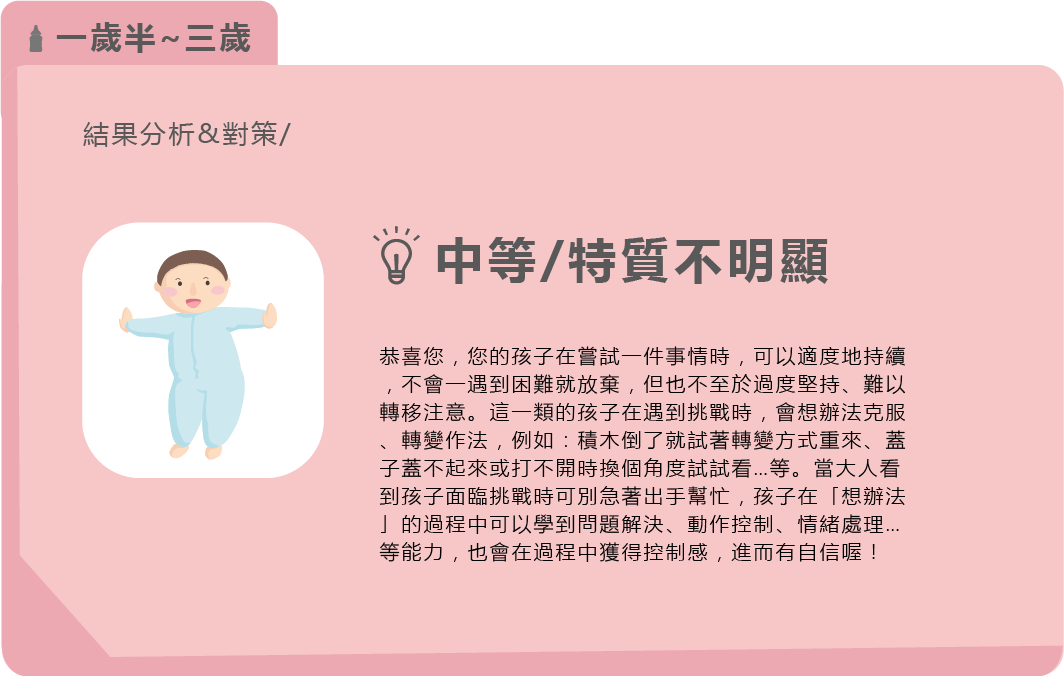 一歲半~三歲
結果分析&對策/
中等/特質不明顯
恭喜您，您的孩子在嘗試一件事情時，可以適度地持續
，不會一遇到困難就放棄，但也不至於過度堅持、難以
轉移注意。這一類的孩子在遇到挑戰時，會想辦法克服
、轉變作法，例如：積木倒了就試著轉變方式重來、蓋
子蓋不起來或打不開時換個角度試試看...等。當大人看
到孩子面臨挑戰時可別急著出手幫忙，孩子在「想辦法
」的過程中可以學到問題解決、動作控制、情緒處理...
等能力，也會在過程中獲得控制感，進而有自信喔！